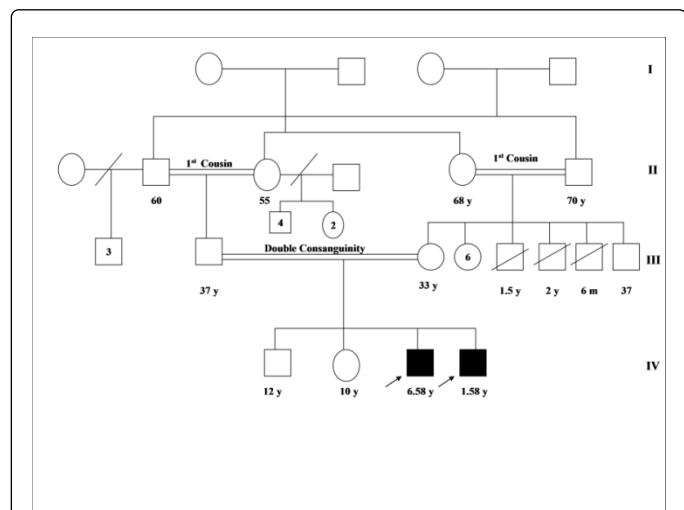 I
1st Cousin 1st Cousin II
60 55 68 y 70 y
4 2
Double Consanguinity
3 6 III
37 y 33 y 1.5 y 2 y 6 m 37
IV
12 y 10 y 6.58 y 1.58 y